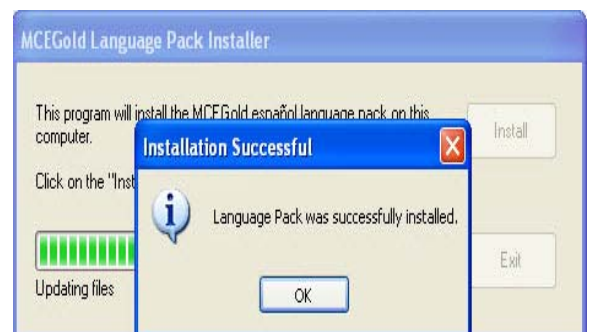 MCEGold Language Pack Installer
This program will install the MCEGold español language pack on this
computer.
Install
Installation Successful
Click on the "Inst
Language Pack was successfully installed.
Exit
Updating files
OK